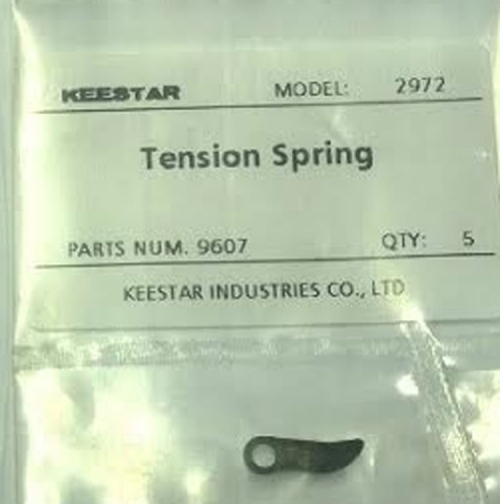 KEESTAR MODEL: 2972
Tension Spring
PARTS NUM. 9607 QTY: 5
KEESTAR INDUSTRIES CO., LTD